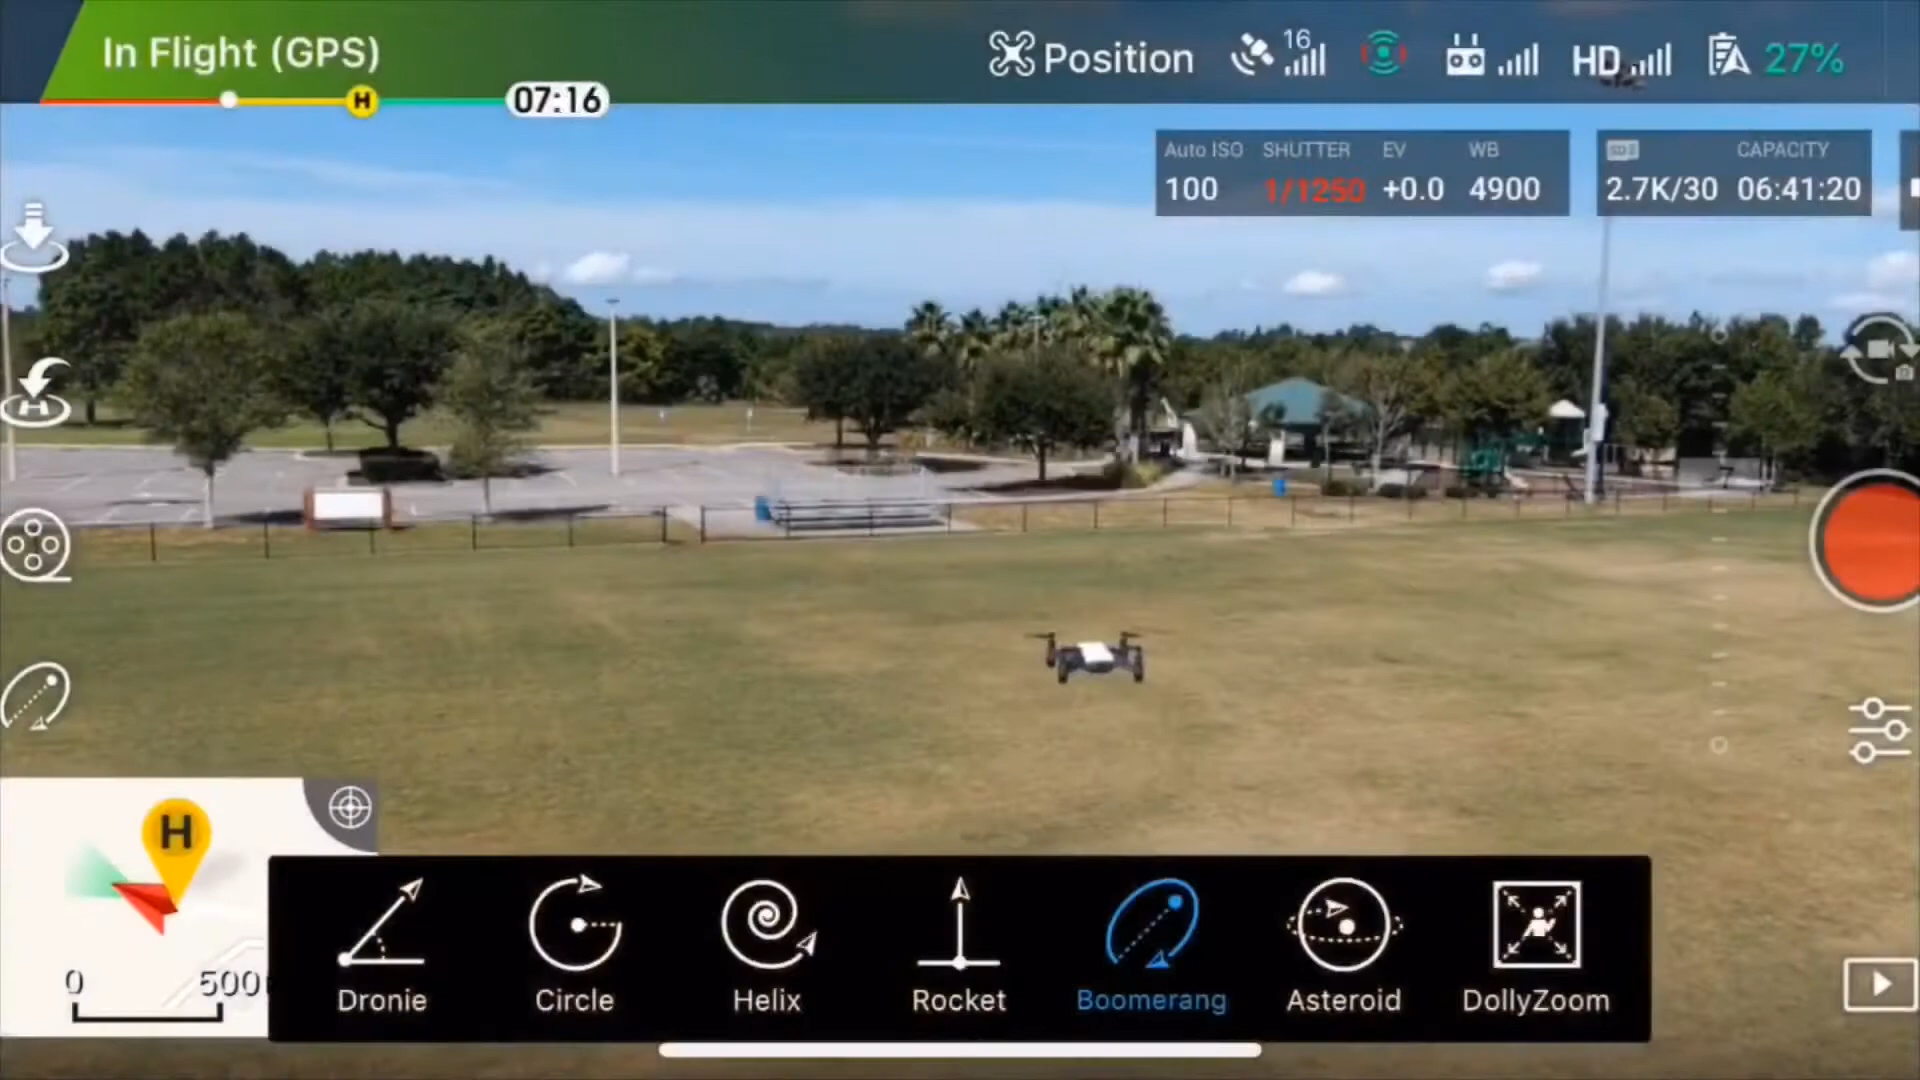 In Flight (GPS)
Position
16
HD
27%
H
07:16
Auto ISO SHUTTER EV WB
100 1/1250 +0.0 4900
CAPACITY
2.7K/30 06:41:20
H
H
0 500
Dronie Circle Helix Rocket Boomerang Asteroid DollyZoom